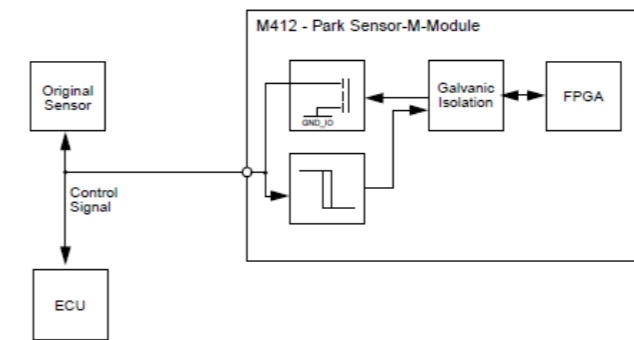 M412 - Park Sensor-M-Module
Original
Sensor
GND_IO
Galvanic
Isolation
FPGA
Control
Signal
ECU